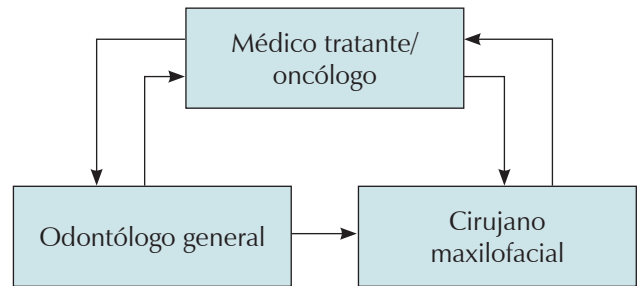 Médico tratante/
oncólogo
Odontólogo general
Cirujano
maxilofacial